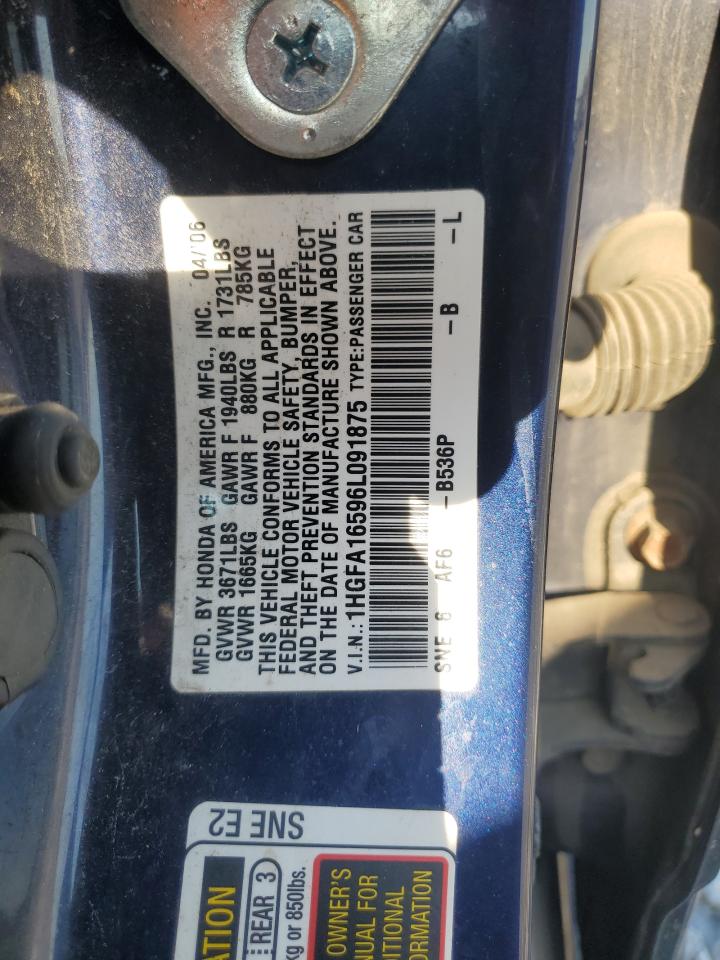 MFD. BY HONDA OF AMERICA MFG., INC. 04/'06
GVWR 3671LBS GAWR F 1940LBS R 1731LBS
GVWR 1665KG GAWR F 880KG R 785KG
THIS VEHICLE CONFORMS TO ALL APPLICABLE
FEDERAL MOTOR VEHICLE SAFETY, BUMPER,
AND THEFT PREVENTION STANDARDS IN EFFECT
ON THE DATE OF MANUFACTURE SHOWN ABOVE.
V.I.N.: 1HGFA16596L091875 TYPE:PASSENGER CAR
SNE 6 AF6 – B536P –B –L
SNE E2
REAR 3
kg or 850lbs.
OWNER'S
FOR